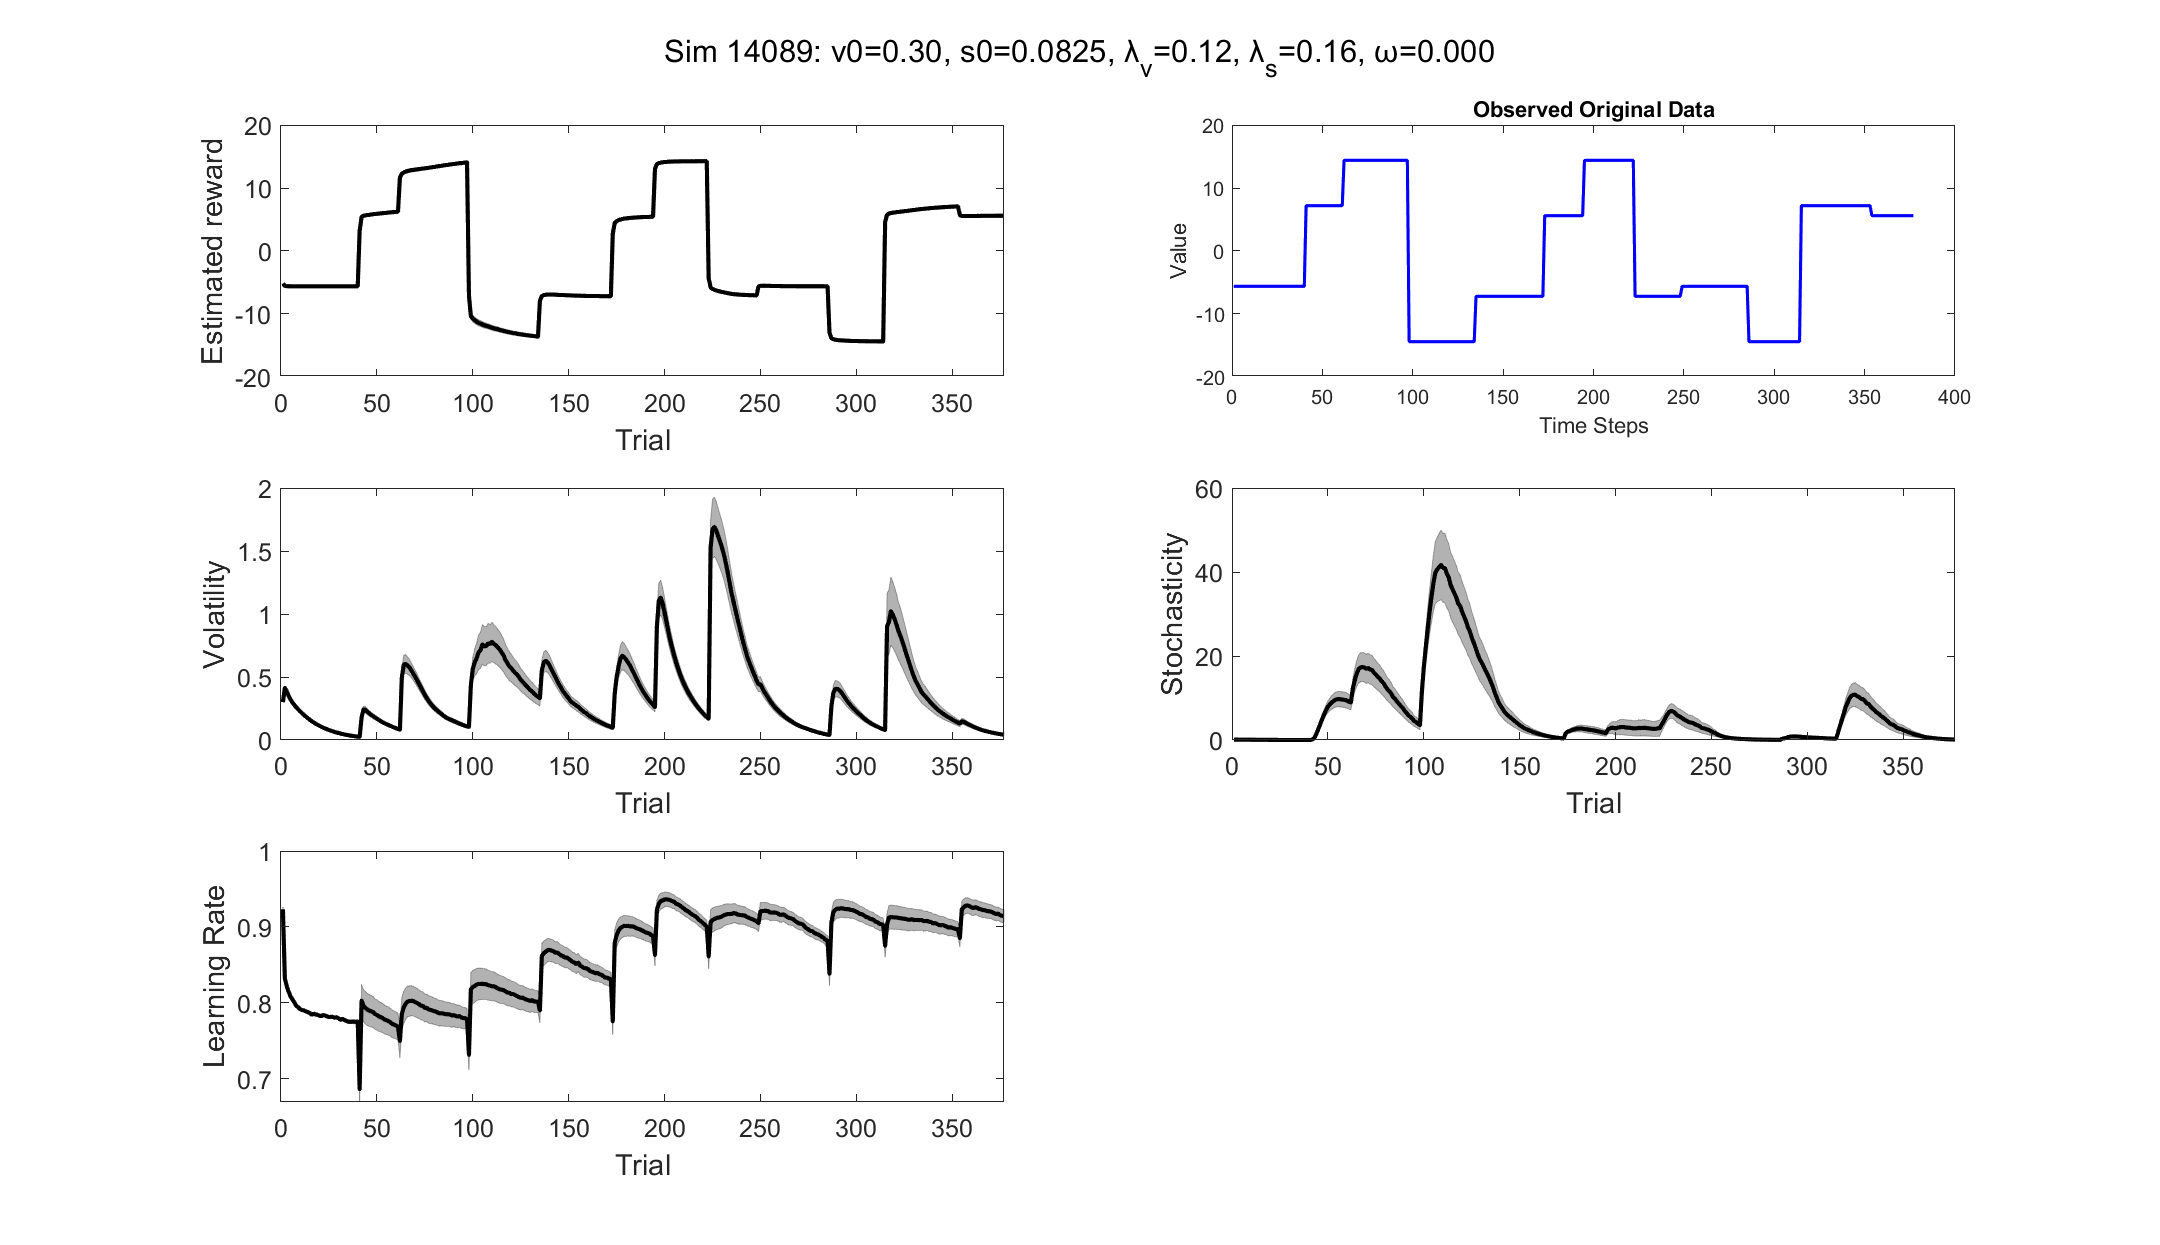 Sim 14089: v0=0.30, s0=0.0825, λ_v=0.12, λ_s=0.16, ω=0.000
Estimated reward
20
10
0
-10
-20
0 50 100 150 200 250 300 350
Trial
Observed Original Data
Value
20
10
0
-10
-20
0 50 100 150 200 250 300 350 400
Time Steps
Volatility
2
1.5
1
0.5
0
0 50 100 150 200 250 300 350
Trial
Stochasticity
60
40
20
0
0 50 100 150 200 250 300 350
Trial
Learning Rate
1
0.9
0.8
0.7
0 50 100 150 200 250 300 350
Trial